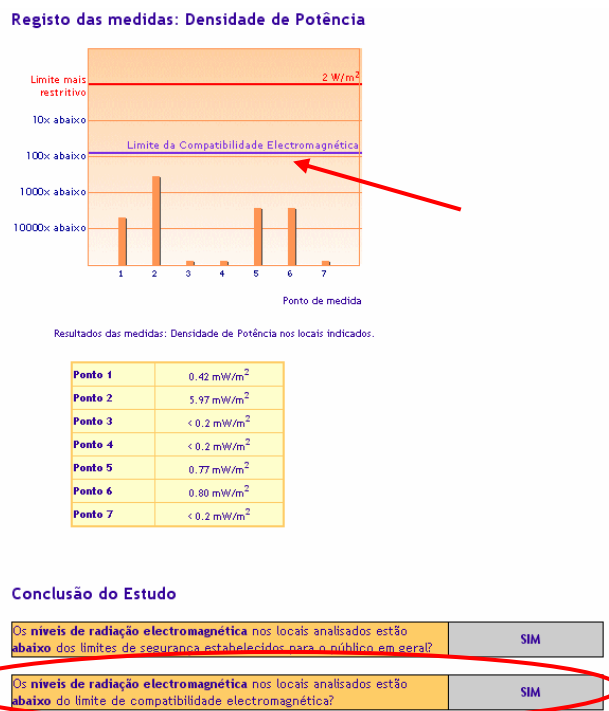 Registo das medidas: Densidade de Potência
Limite mais
restritivo
2 W/m²
10x abaixo
Limite da Compatibilidade Electromagnética
100x abaixo
1000x abaixo
10000x abaixo
1 2 3 4 5 6 7
Ponto de medida
Resultados das medidas: Densidade de Potência nos locais indicados.
Ponto 1 0.42 mW/m²
Ponto 2 5.97 mW/m²
Ponto 3 < 0.2 mW/m²
Ponto 4 < 0.2 mW/m²
Ponto 5 0.77 mW/m²
Ponto 6 0.80 mW/m²
Ponto 7 < 0.2 mW/m²
Conclusão do Estudo
Os níveis de radiação electromagnética nos locais analisados estão
abaixo dos limites de segurança estabelecidos para o público em geral?
SIM
Os níveis de radiação electromagnética nos locais analisados estão
abaixo do limite de compatibilidade electromagnética?
SIM